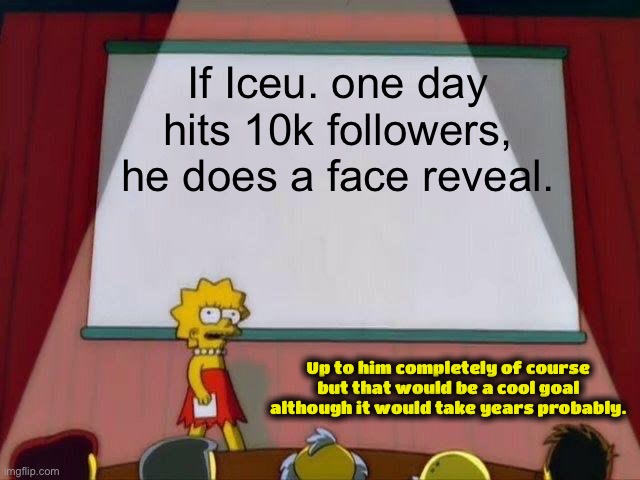 If Iceu. one day
hits 10k followers,
he does a face reveal.
Up to him completely of course
but that would be a cool goal
although it would take years probably.
imgflip.com